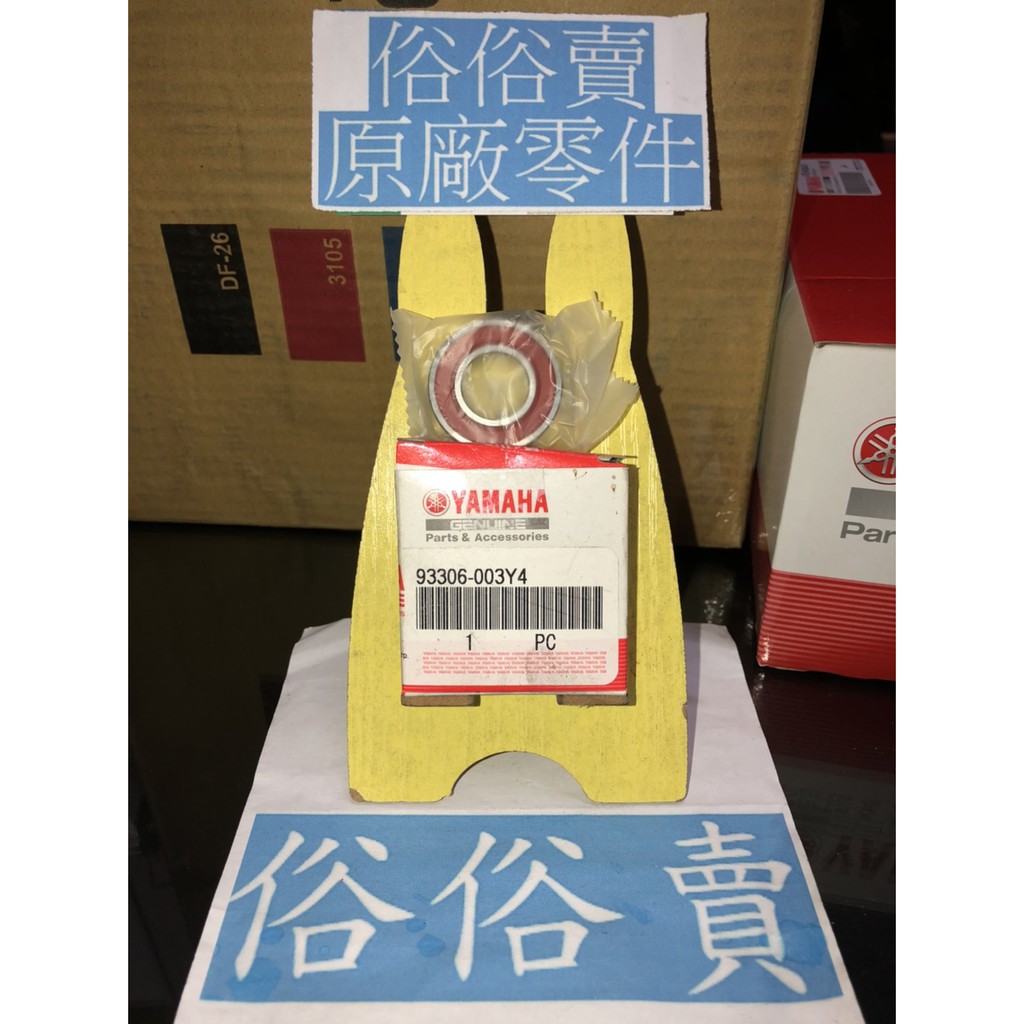 俗俗賣
原廠零件
DF-26
3105
YAMAHA
GENUINE
Parts & Accessories
93306-003Y4
1 PC
Par
俗俗賣